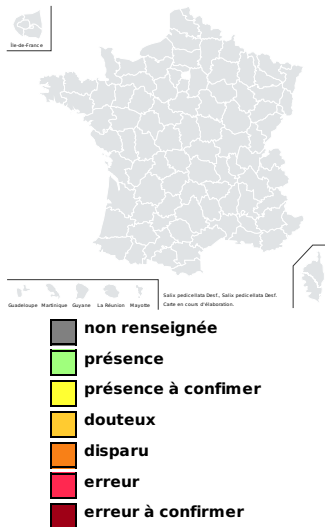 Île-de-France
Salix pedicellata Desf., Salix pedicellata Desf.
Carte en cours d'élaboration.
Guadeloupe Martinique Guyane La Réunion Mayotte
non renseignée
présence
présence à confimer
douteux
disparu
erreur
erreur à confirmer